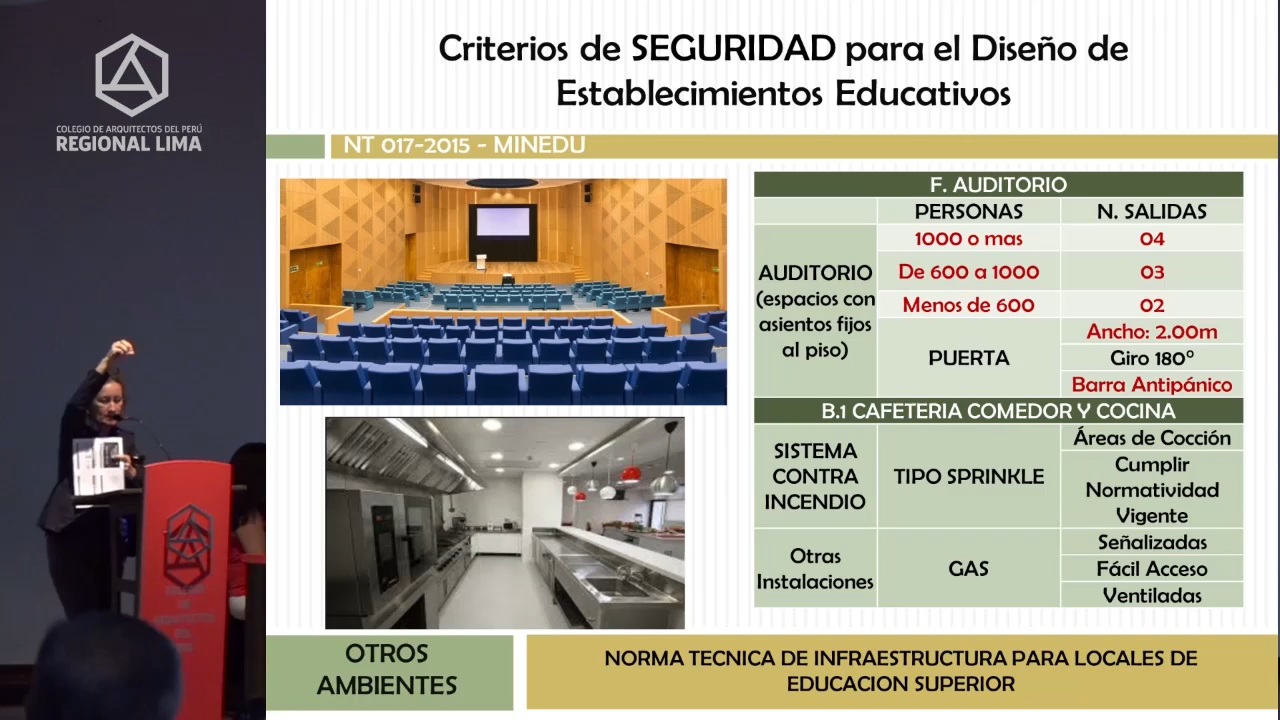 COLEGIO DE ARQUITECTOS DEL PERÚ
REGIONAL LIMA
Criterios de SEGURIDAD para el Diseño de
Establecimientos Educativos
NT 017-2015 - MINEDU
F. AUDITORIO
PERSONAS N. SALIDAS
AUDITORIO
(espacios con
asientos fijos
al piso)
1000 o mas 04
De 600 a 1000 03
Menos de 600 02
PUERTA
Ancho: 2.00m
Giro 180°
Barra Antipánico
B.1 CAFETERIA COMEDOR Y COCINA
SISTEMA
CONTRA
INCENDIO
TIPO SPRINKLE
Áreas de Cocción
Cumplir
Normatividad
Vigente
Otras
Instalaciones
GAS
Señalizadas
Fácil Acceso
Ventiladas
OTROS
AMBIENTES
NORMA TECNICA DE INFRAESTRUCTURA PARA LOCALES DE
EDUCACION SUPERIOR